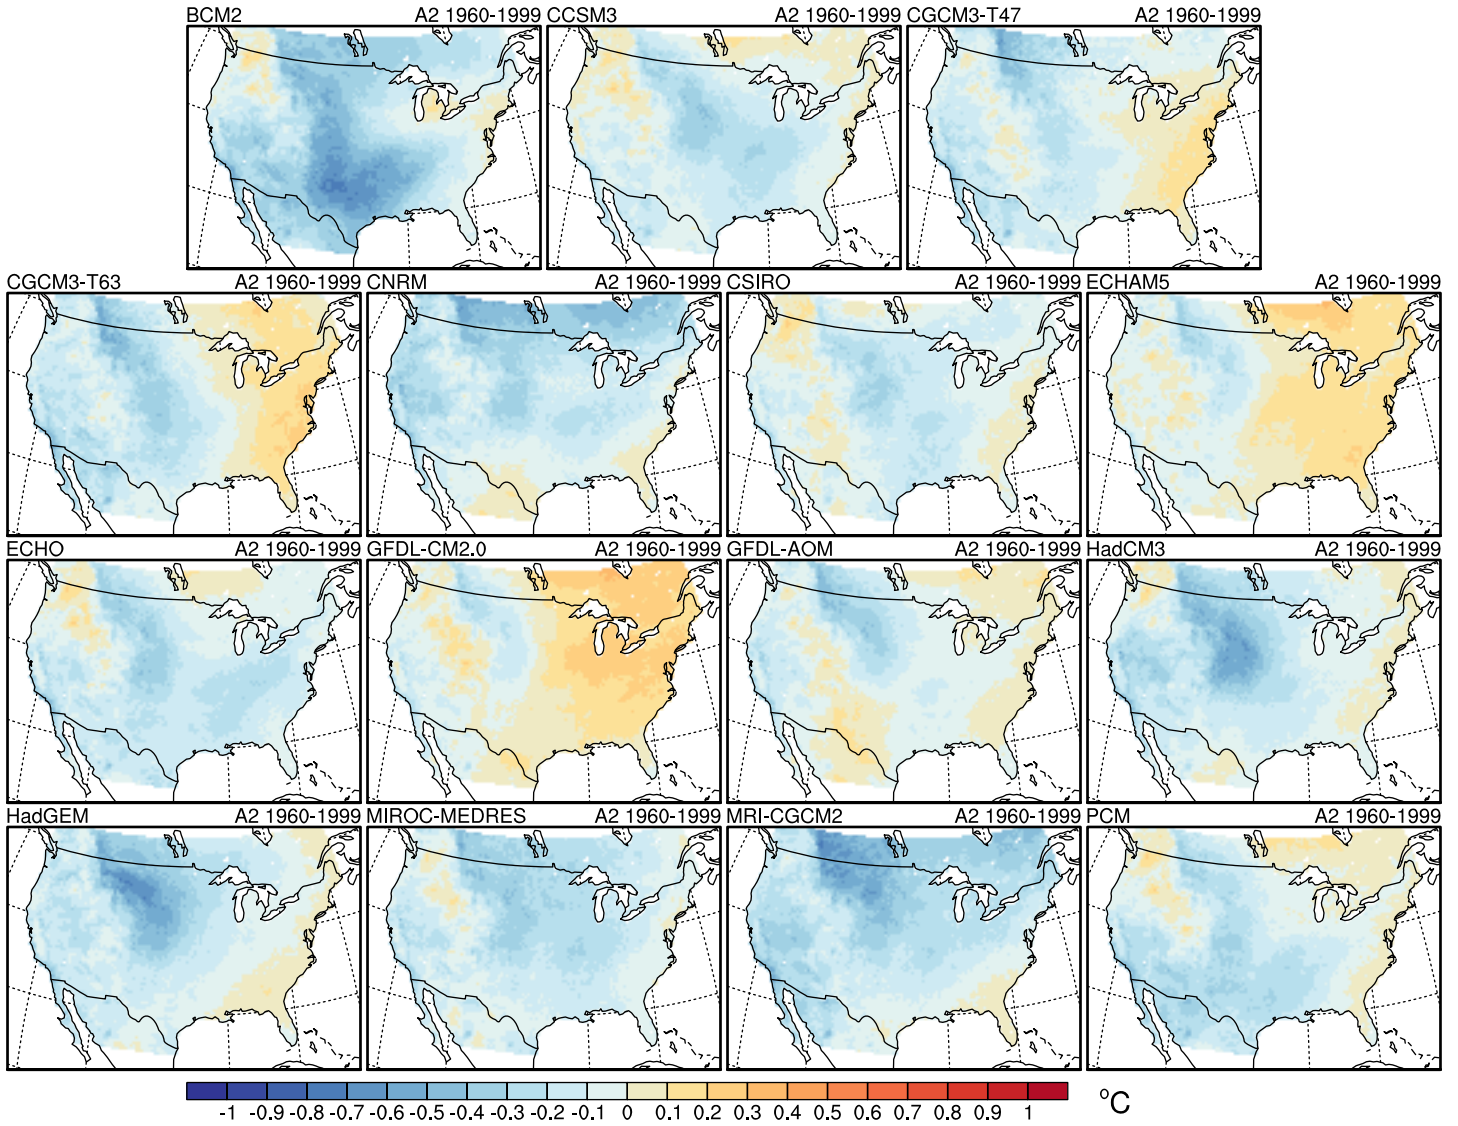 BCM2 A2 1960-1999 CCSM3 A2 1960-1999 CGCM3-T47 A2 1960-1999
CGCM3-T63 A2 1960-1999 CNRM A2 1960-1999 CSIRO A2 1960-1999 ECHAM5 A2 1960-1999
ECHO A2 1960-1999 GFDL-CM2.0 A2 1960-1999 GFDL-AOM A2 1960-1999 HadCM3 A2 1960-1999
HadGEM A2 1960-1999 MIROC-MEDRES A2 1960-1999 MRI-CGCM2 A2 1960-1999 PCM A2 1960-1999
-1 -0.9 -0.8 -0.7 -0.6 -0.5 -0.4 -0.3 -0.2 -0.1 0 0.1 0.2 0.3 0.4 0.5 0.6 0.7 0.8 0.9 1 °C